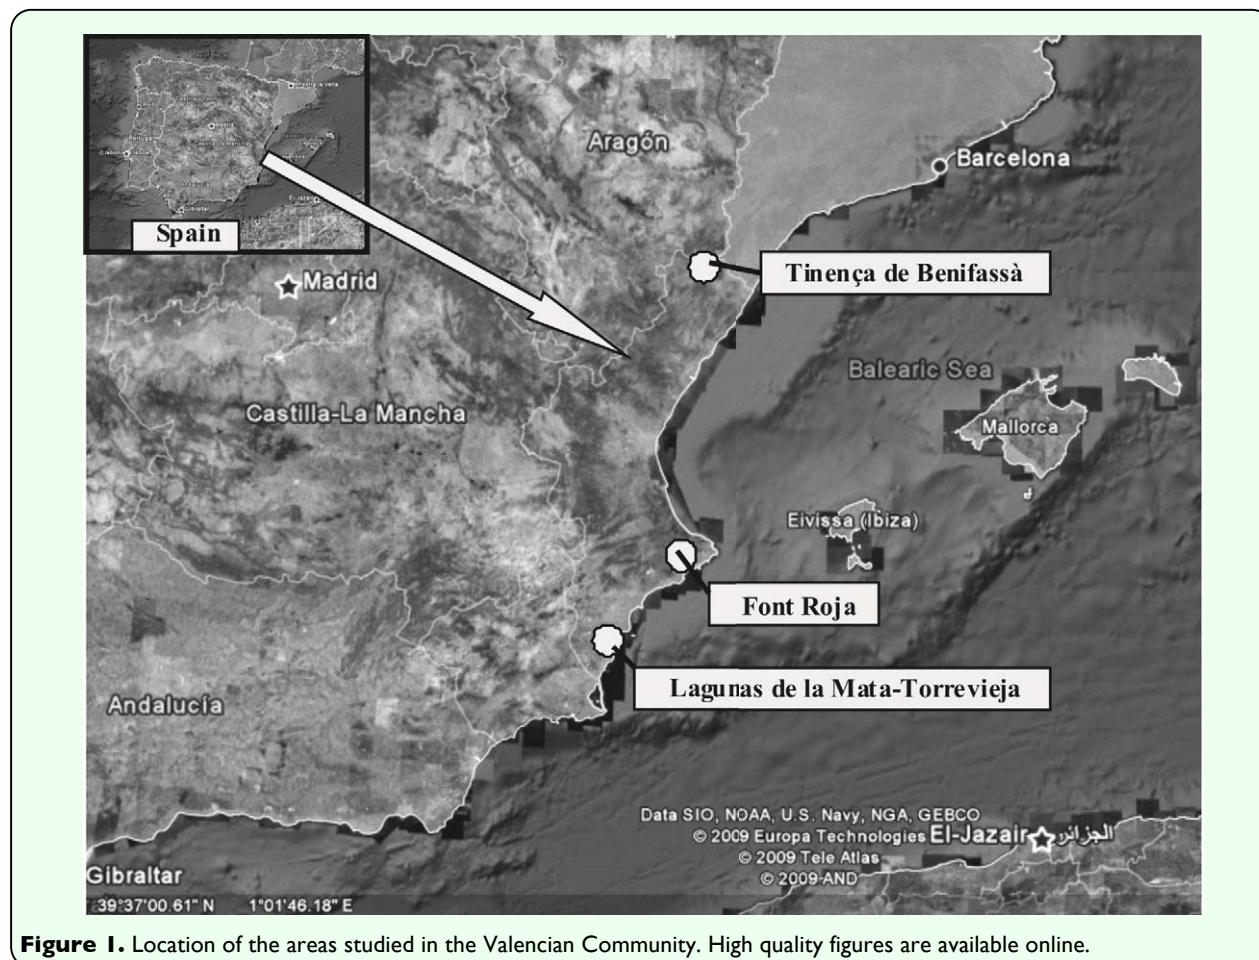 Aragón
Barcelona
Spain
Madrid
Tinença de Benifassà
Balearic Sea
Castilla-La Mancha
Mallorca
Eivissa (Ibiza)
Font Roja
Lagunas de la Mata-Torrevieja
Andalucía
Data SIO, NOAA, U.S. Navy, NGA, GEBCO
© 2009 Europa Technologies
El-Jazair الجزائر
© 2009 Tele Atlas
© 2009 AND
Gibraltar
39°37'00.61" N 1°01'46.18" E
Figure 1. Location of the areas studied in the Valencian Community. High quality figures are available online.